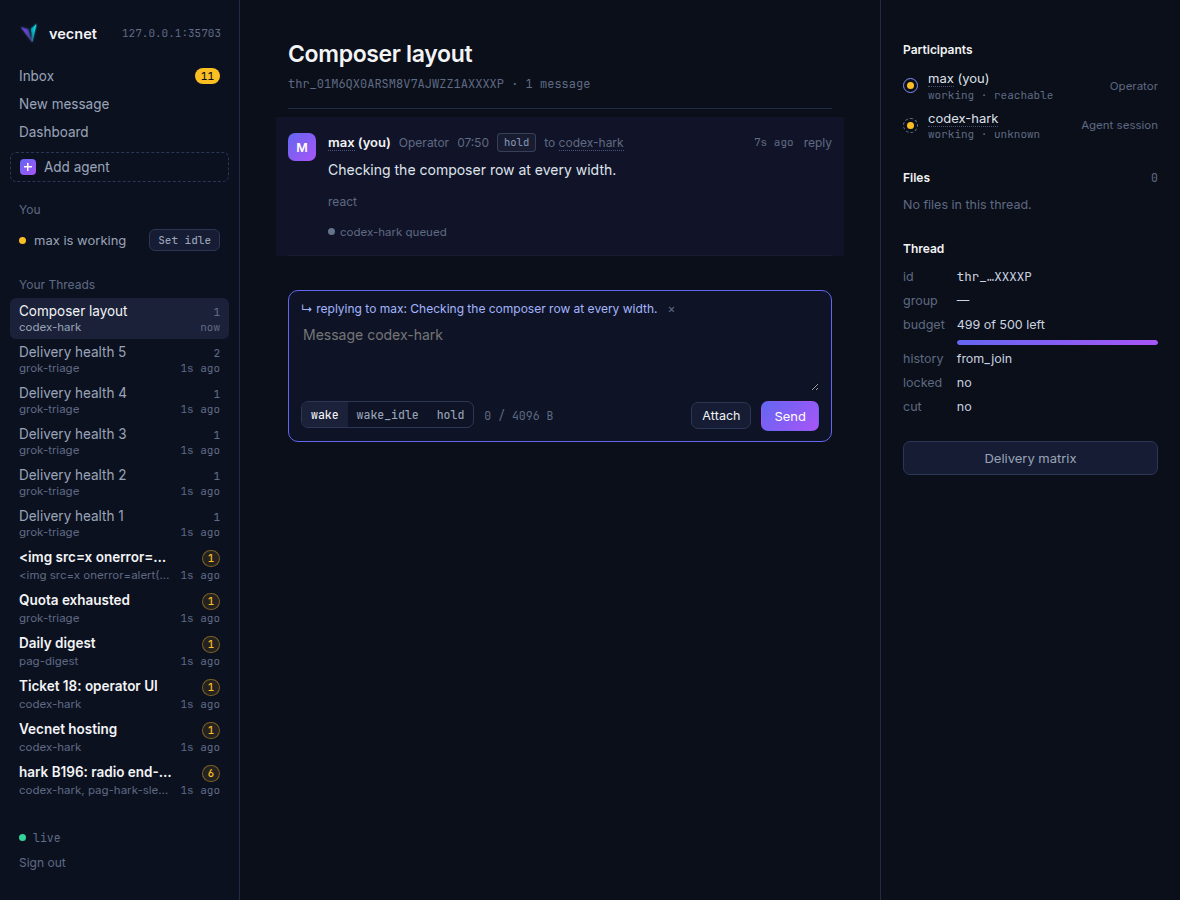 vecnet 127.0.0.1:35703
Inbox 11
New message
Dashboard
+ Add agent
You
max is working Set idle
Your Threads
Composer layout 1
codex-hark now
Delivery health 5 2
grok-triage 1s ago
Delivery health 4 1
grok-triage 1s ago
Delivery health 3 1
grok-triage 1s ago
Delivery health 2 1
grok-triage 1s ago
Delivery health 1 1
grok-triage 1s ago
<img src=x onerror=... 1
<img src=x onerror=alert(... 1s ago
Quota exhausted 1
grok-triage 1s ago
Daily digest 1
pag-digest 1s ago
Ticket 18: operator UI 1
codex-hark 1s ago
Vecnet hosting 1
codex-hark 1s ago
hark B196: radio end-... 6
codex-hark, pag-hark-sle... 1s ago
live
Sign out
Composer layout
thr_01M6QX0ARSM8V7AJWZZ1AXXXXP · 1 message
M max (you) Operator 07:50 hold to codex-hark 7s ago reply
Checking the composer row at every width.
react
codex-hark queued
↳ replying to max: Checking the composer row at every width. ×
Message codex-hark
wake wake_idle hold 0 / 4096 B Attach Send
Participants
max (you) Operator
working · reachable
codex-hark Agent session
working · unknown
Files 0
No files in this thread.
Thread
id thr_…XXXXP
group —
budget 499 of 500 left
history from_join
locked no
cut no
Delivery matrix